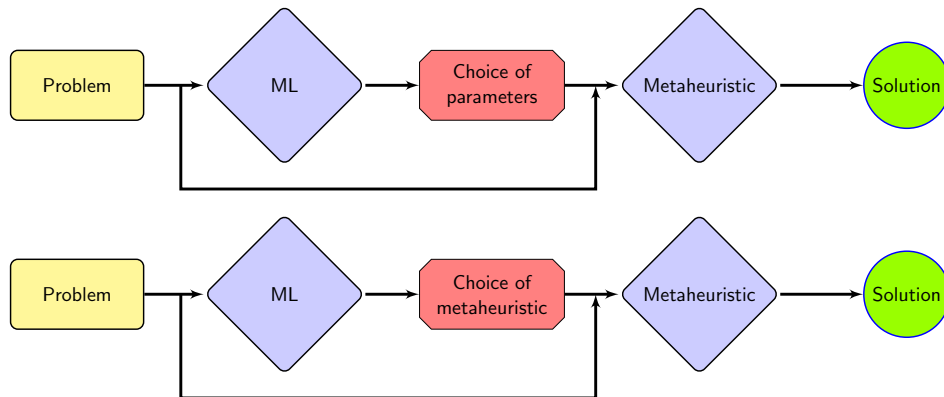 Problem
ML
Choice of
parameters
Metaheuristic
Solution
Problem
ML
Choice of
metaheuristic
Metaheuristic
Solution